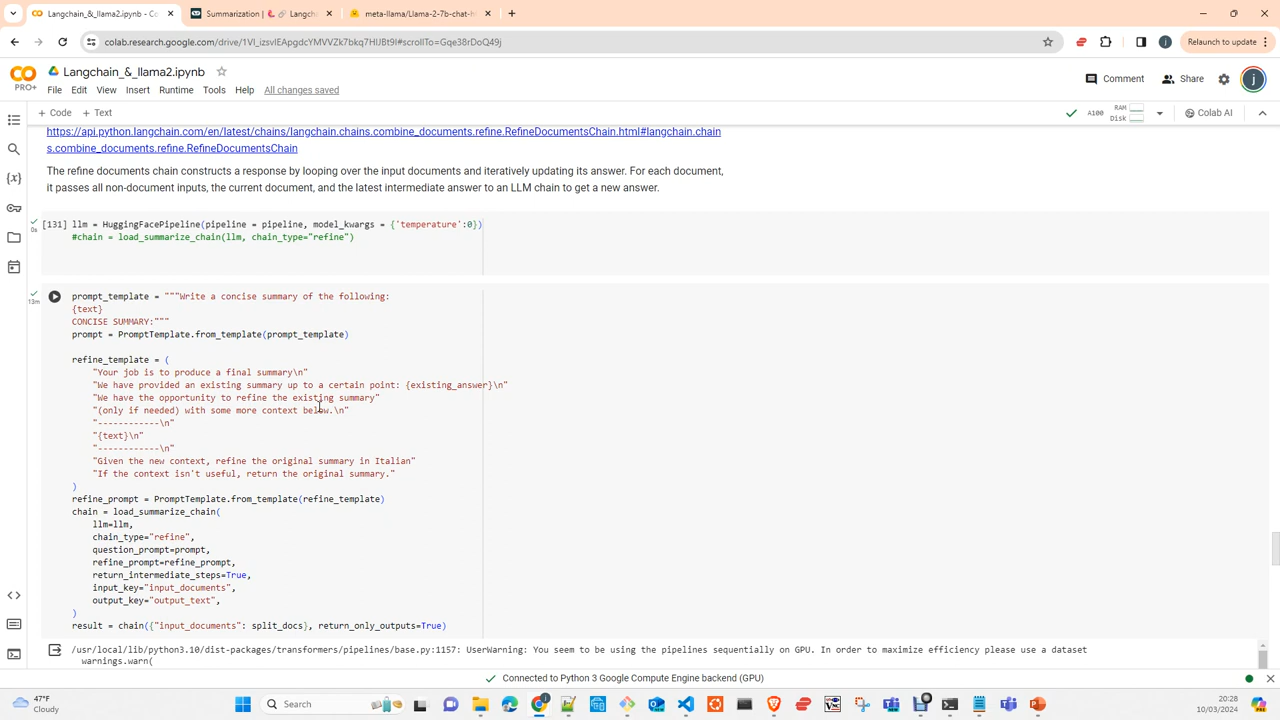 Langchain_&_llama2.ipynb - Co
Summarization | Langch
meta-llama/Llama-2-7b-chat-h
colab.research.google.com/drive/1Vl_izsvlEApgdcYMVVZk7bkq7HlJBt9l#scrollTo=Gqe38rDoQ49j
Relaunch to update
PRO+
Langchain_&_llama2.ipynb
Comment
Share
j
File Edit View Insert Runtime Tools Help All changes saved
+ Code + Text
A100
RAM
Disk
Colab AI
https://api.python.langchain.com/en/latest/chains/langchain.chains.combine_documents.refine.RefineDocumentsChain.html#langchain.chain
s.combine_documents.refine.RefineDocumentsChain
The refine documents chain constructs a response by looping over the input documents and iteratively updating its answer. For each document,
it passes all non-document inputs, the current document, and the latest intermediate answer to an LLM chain to get a new answer.
0s
[131] llm = HuggingFacePipeline(pipeline = pipeline, model_kwargs = {'temperature':0})
#chain = load_summarize_chain(llm, chain_type="refine")
13m
prompt_template = """Write a concise summary of the following:
{text}
CONCISE SUMMARY:"""
prompt = PromptTemplate.from_template(prompt_template)
refine_template = (
"Your job is to produce a final summary\n"
"We have provided an existing summary up to a certain point: {existing_answer}\n"
"We have the opportunity to refine the existing summary"
"(only if needed) with some more context below.\n"
"------------\n"
"{text}\n"
"------------\n"
"Given the new context, refine the original summary in Italian"
"If the context isn't useful, return the original summary."
)
refine_prompt = PromptTemplate.from_template(refine_template)
chain = load_summarize_chain(
llm=llm,
chain_type="refine",
question_prompt=prompt,
refine_prompt=refine_prompt,
return_intermediate_steps=True,
input_key="input_documents",
output_key="output_text",
)
result = chain({"input_documents": split_docs}, return_only_outputs=True)
/usr/local/lib/python3.10/dist-packages/transformers/pipelines/base.py:1157: UserWarning: You seem to be using the pipelines sequentially on GPU. In order to maximize efficiency please use a dataset
warnings.warn(
Connected to Python 3 Google Compute Engine backend (GPU)
47°F
Cloudy
Search
20:28
10/03/2024